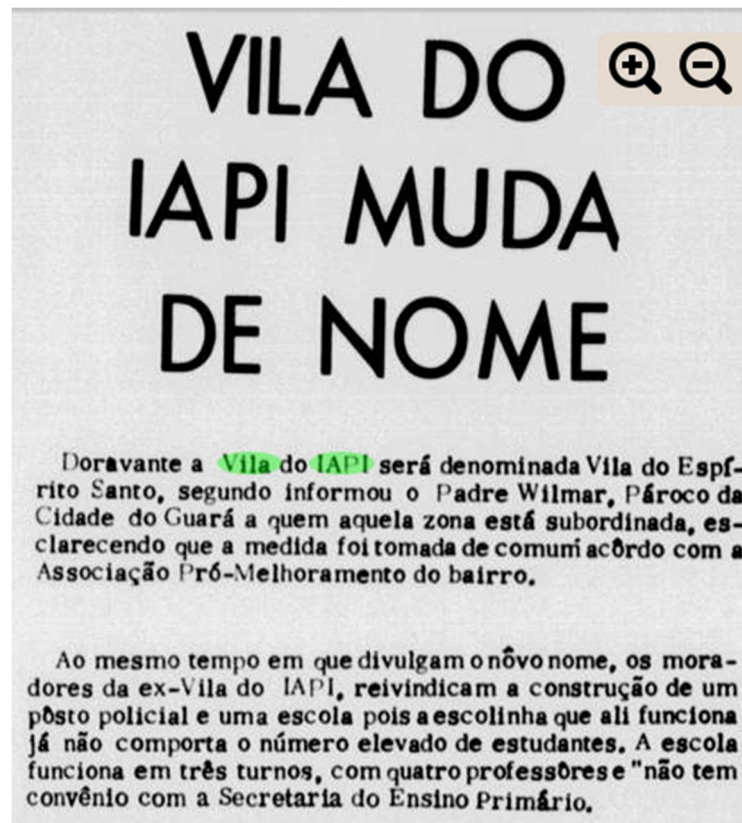 VILA DO
IAPI MUDA
DE NOME
Doravante a Vila do IAPI será denominada Vila do Espí-
rito Santo, segundo informou o Padre Wilmar, Pároco da
Cidade do Guará a quem aquela zona está subordinada, es-
clarecendo que a medida foi tomada de comum acôrdo com a
Associação Pró-Melhoramento do bairro.
Ao mesmo tempo em que divulgam o nôvo nome, os mora-
dores da ex-Vila do IAPI, reivindicam a construção de um
pôsto policial e uma escola pois a escolinha que ali funciona
já não comporta o número elevado de estudantes. A escola
funciona em três turnos, com quatro professôres e "não tem
convênio com a Secretaria do Ensino Primário.